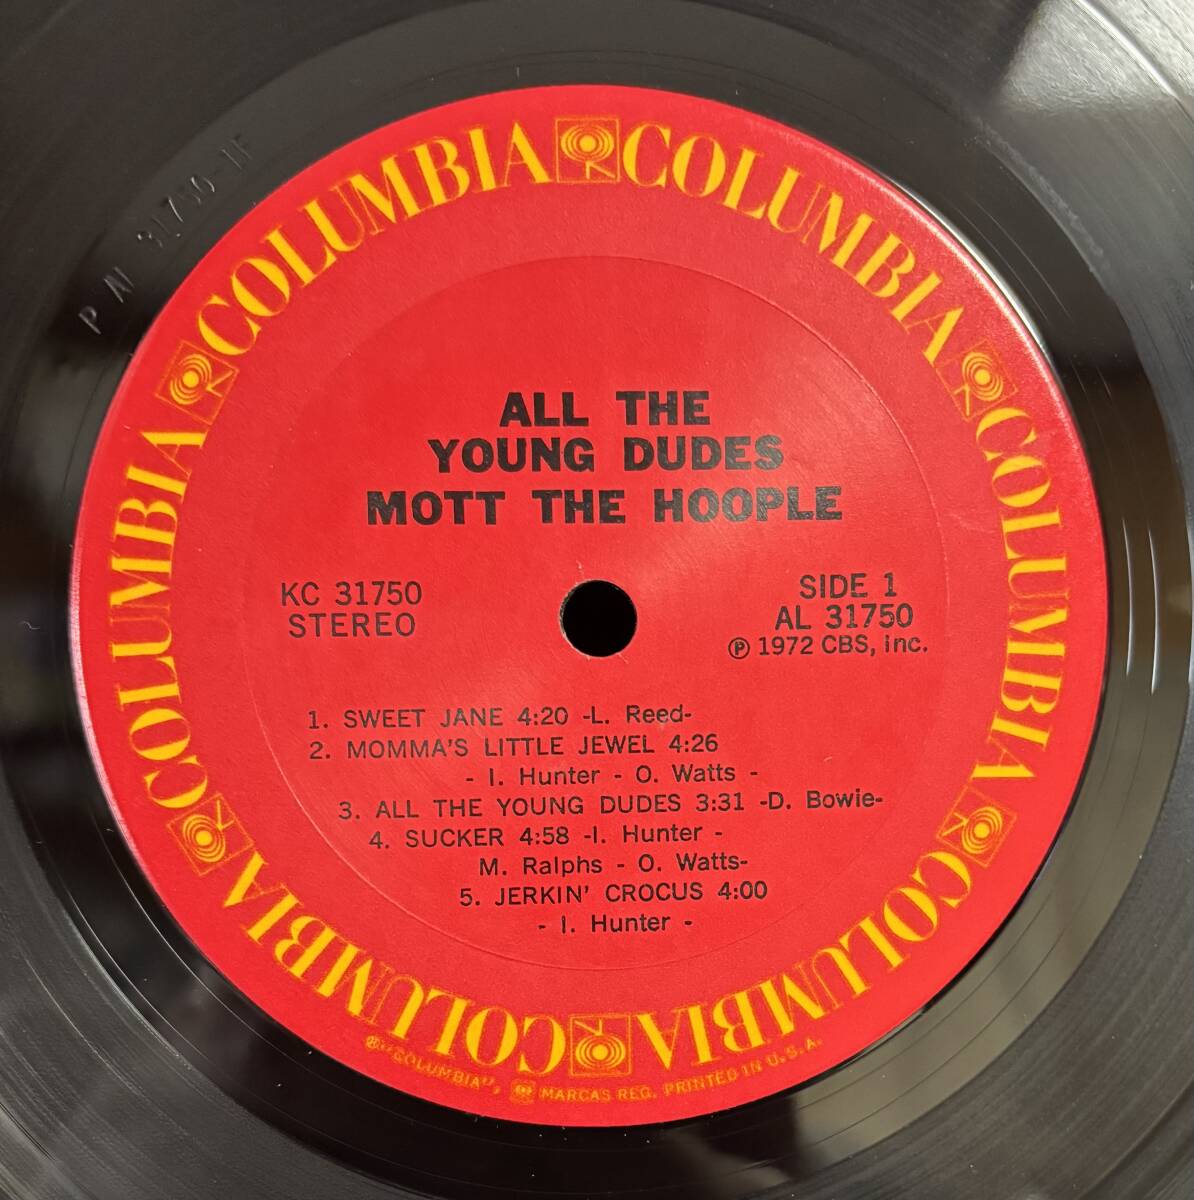 COLUMBIA COLUMBIA COLUMBIA COLUMBIA COLUMBIA COLUMBIA
P AL 31750-1F
ALL THE
YOUNG DUDES
MOTT THE HOOPLE
KC 31750
STEREO
SIDE 1
AL 31750
℗ 1972 CBS, Inc.
1. SWEET JANE 4:20 -L. Reed-
2. MOMMA'S LITTLE JEWEL 4:26
- I. Hunter - O. Watts -
3. ALL THE YOUNG DUDES 3:31 -D. Bowie-
4. SUCKER 4:58 -I. Hunter -
M. Ralphs - O. Watts-
5. JERKIN' CROCUS 4:00
- I. Hunter -
® "COLUMBIA", MARCAS REG. PRINTED IN U.S.A.